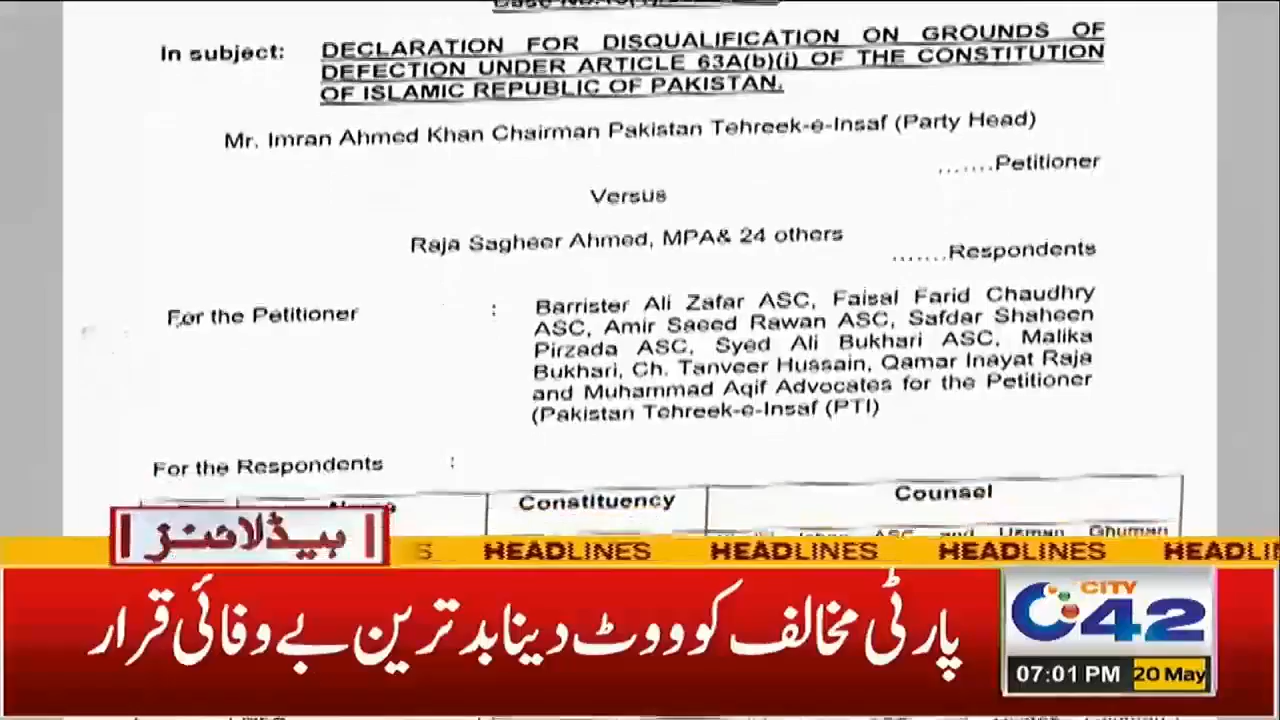 In subject: DECLARATION FOR DISQUALIFICATION ON GROUNDS OF
DEFECTION UNDER ARTICLE 63A(b)(i) OF THE CONSTITUTION
OF ISLAMIC REPUBLIC OF PAKISTAN.
Mr. Imran Ahmed Khan Chairman Pakistan Tehreek-e-Insaf (Party Head)
.......Petitioner
Versus
Raja Sagheer Ahmed, MPA& 24 others
.......Respondents
For the Petitioner : Barrister Ali Zafar ASC, Faisal Farid Chaudhry
ASC, Amir Saeed Rawan ASC, Safdar Shaheen
Pirzada ASC, Syed Ali Bukhari ASC, Malika
Bukhari, Ch. Tanveer Hussain, Qamar Inayat Raja
and Muhammad Aqif Advocates for the Petitioner
(Pakistan Tehreek-e-Insaf (PTI)
For the Respondents :
Constituency Counsel
ASC and Usman Ghuman
ہیڈلائنز
S HEADLINES HEADLINES HEADLINES HEADLI
پارٹی مخالف کو ووٹ دینا بدترین بے وفائی قرار
CITY
42
07:01 PM 20 May